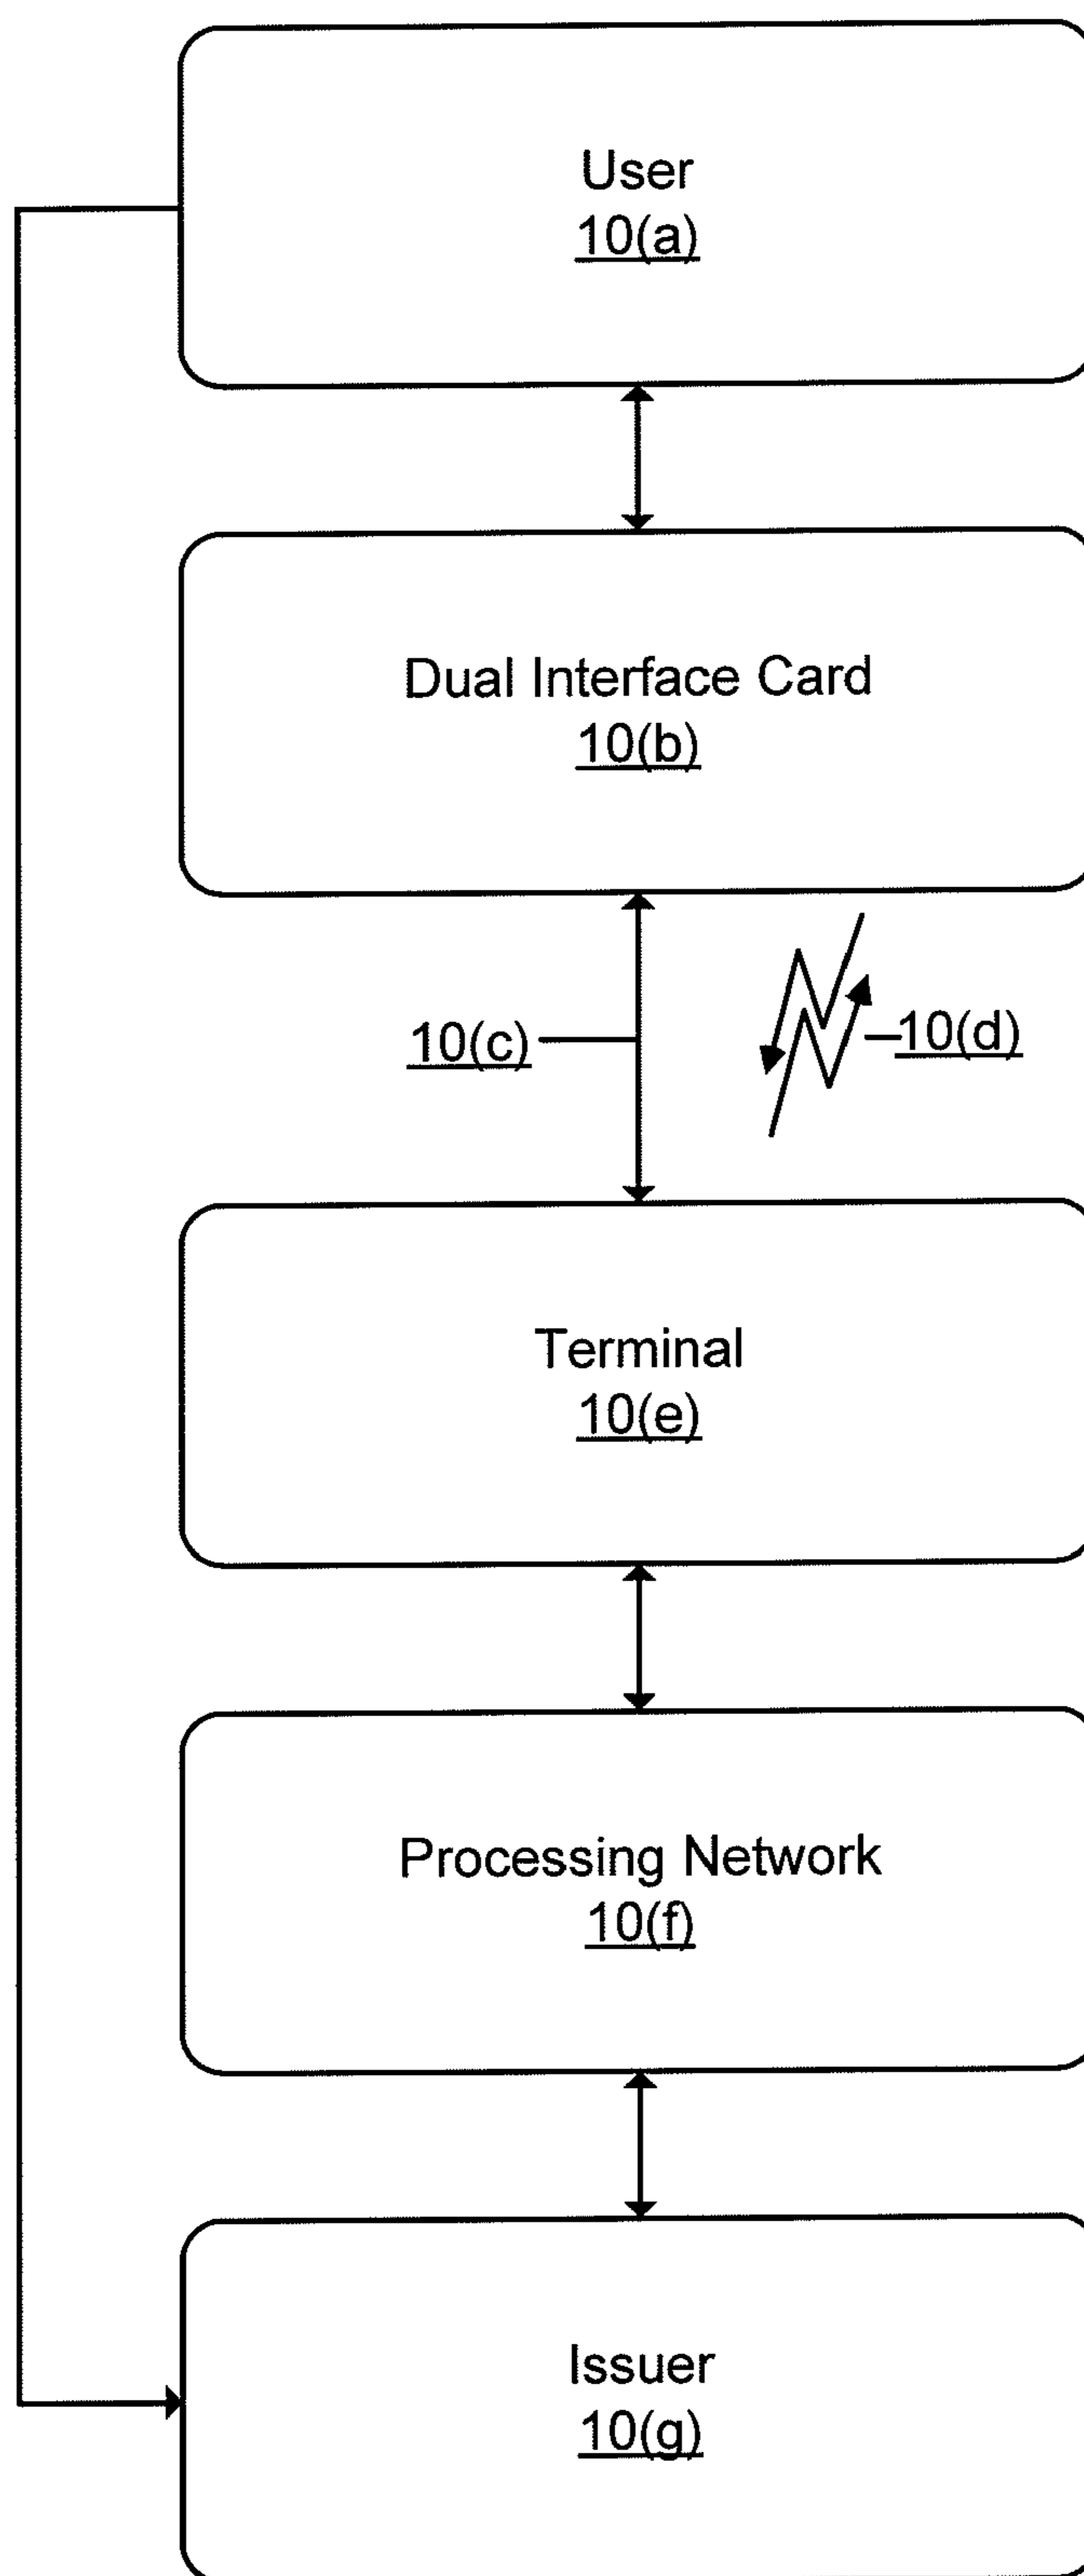 User
10(a)
Dual Interface Card
10(b)
10(c)
10(d)
Terminal
10(e)
Processing Network
10(f)
Issuer
10(g)